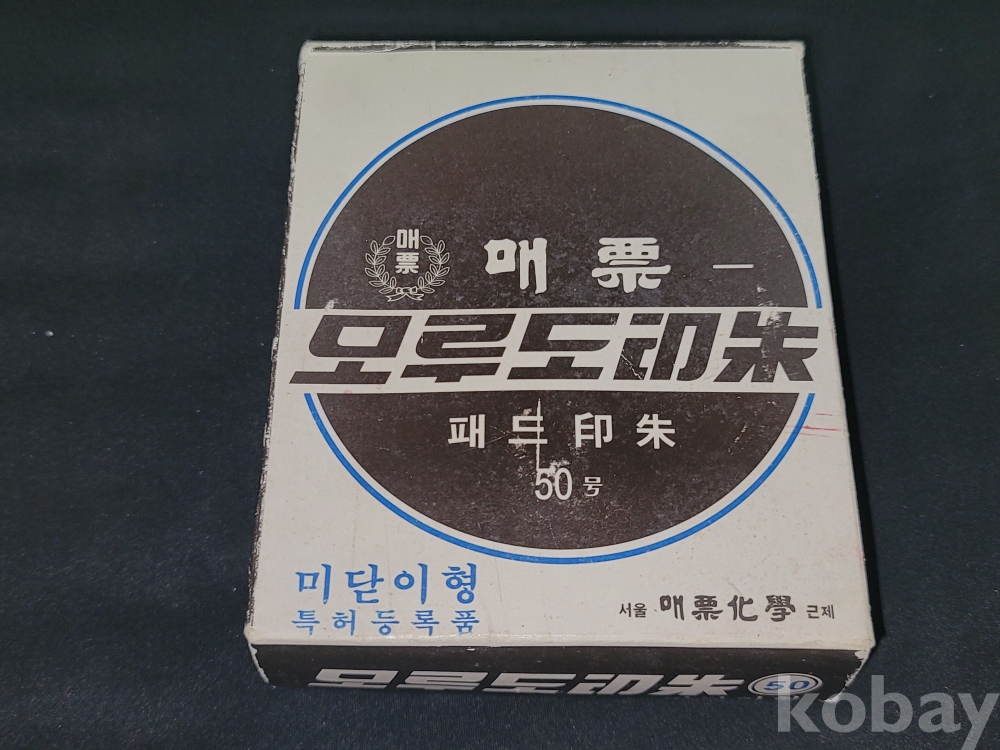 매
票
매票
모루도印朱
패드印朱
50号
미닫이형
특허등록품
서울 매票化學 근제
모루도印朱 50
kobay